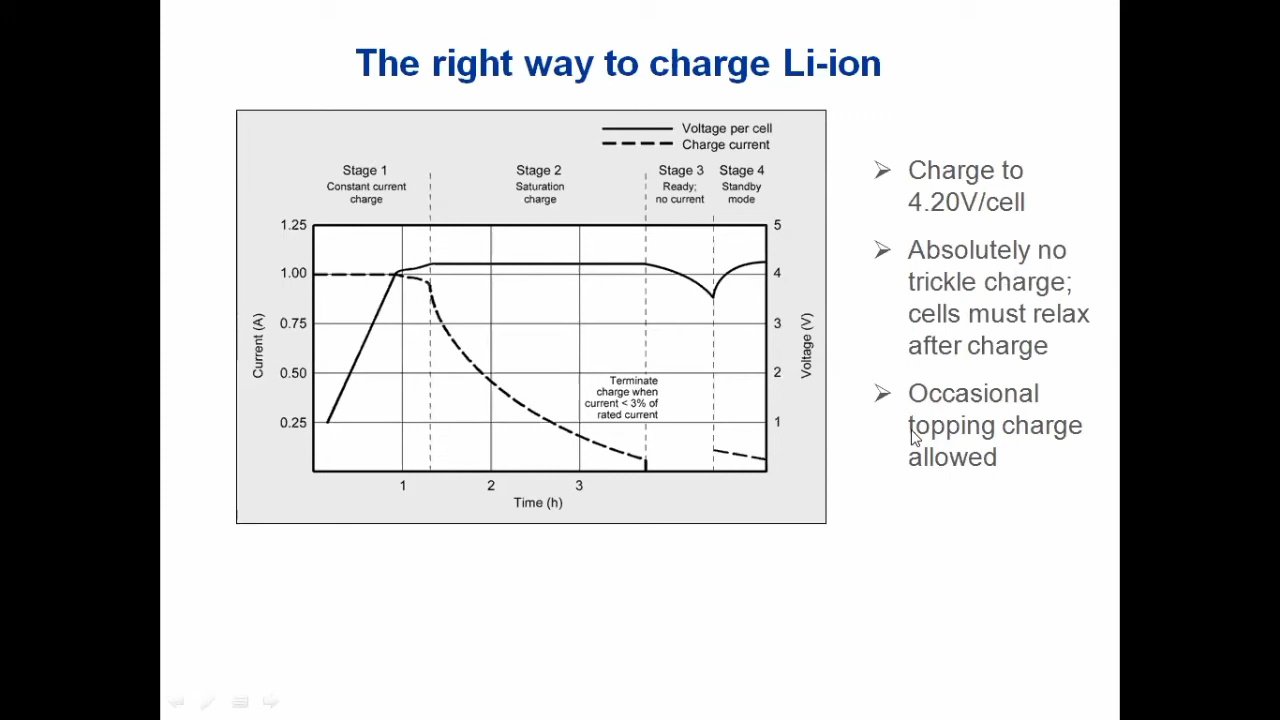 The right way to charge Li-ion
Voltage per cell
Charge current
Stage 1
Constant current
charge
Stage 2
Saturation
charge
Stage 3
Ready;
no current
Stage 4
Standby
mode
1.25
1.00
0.75
0.50
0.25
Current (A)
5
4
3
2
1
Voltage (V)
Terminate
charge when
current < 3% of
rated current
1
2
3
Time (h)
Charge to
4.20V/cell
Absolutely no
trickle charge;
cells must relax
after charge
Occasional
topping charge
allowed